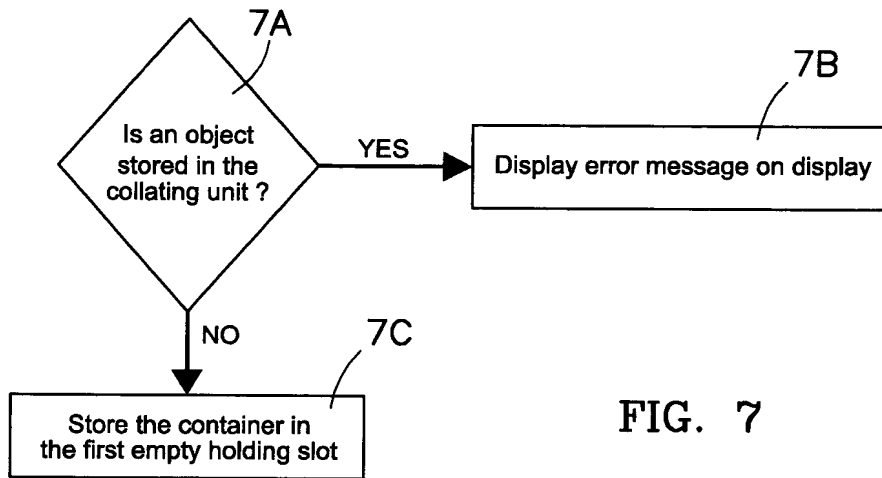 7A
Is an object
stored in the
collating unit ?
YES
7B
Display error message on display
NO
7C
Store the container in
the first empty holding slot
FIG. 7